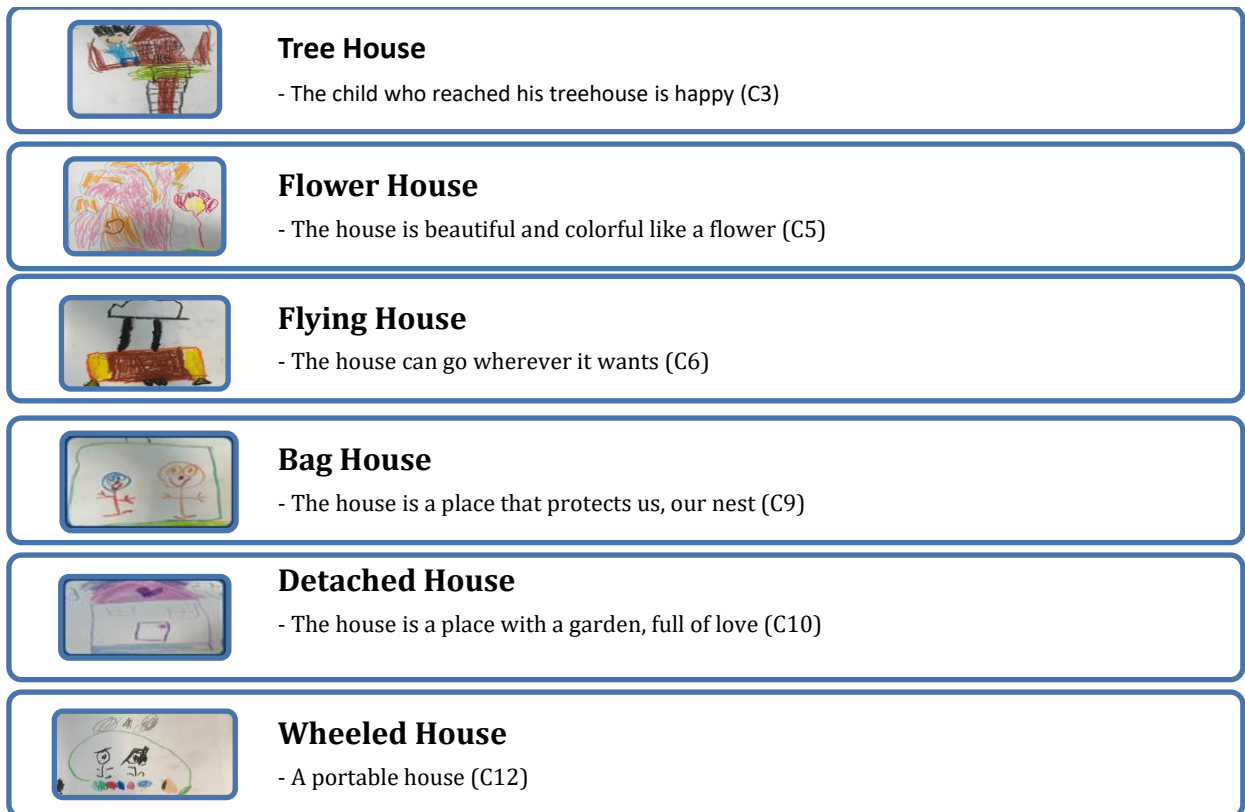 Tree House
- The child who reached his treehouse is happy (C3)
Flower House
- The house is beautiful and colorful like a flower (C5)
Flying House
- The house can go wherever it wants (C6)
Bag House
- The house is a place that protects us, our nest (C9)
Detached House
- The house is a place with a garden, full of love (C10)
Wheeled House
- A portable house (C12)